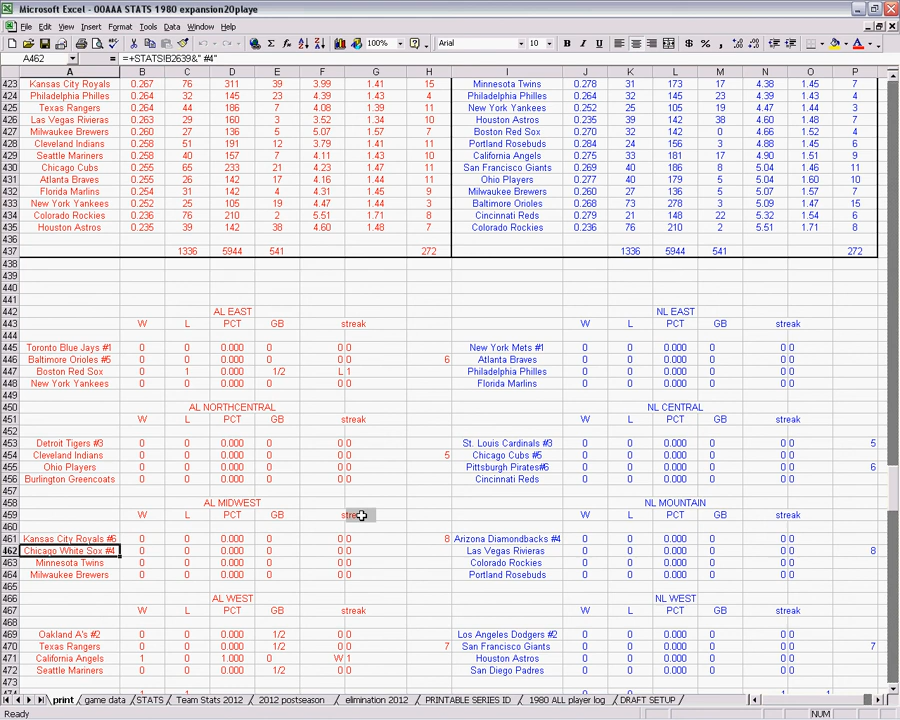 Microsoft Excel - 00AAA STATS 1980 expansion20playe
File Edit View Insert Format Tools Data Window Help
100% Arial 10 B I U
A462 = =+STATS!B2639&" #4"
A B C D E F G H I J K L M N O P
423 Kansas City Royals 0.267 76 311 39 3.99 1.41 15 Minnesota Twins 0.278 31 173 17 4.38 1.45 7
424 Philadelphia Philles 0.264 32 145 23 4.39 1.43 4 Philadelphia Philles 0.264 32 145 23 4.39 1.43 4
425 Texas Rangers 0.264 44 186 7 4.08 1.39 11 New York Yankees 0.252 25 105 19 4.47 1.44 3
426 Las Vegas Rivieras 0.263 29 160 3 3.52 1.34 10 Houston Astros 0.235 39 142 38 4.60 1.48 7
427 Milwaukee Brewers 0.260 27 136 5 5.07 1.57 7 Boston Red Sox 0.270 32 142 0 4.66 1.52 4
428 Cleveland Indians 0.258 51 191 12 3.79 1.41 11 Portland Rosebuds 0.284 24 156 3 4.88 1.45 6
429 Seattle Mariners 0.258 40 157 7 4.11 1.43 10 California Angels 0.275 33 181 17 4.90 1.51 9
430 Chicago Cubs 0.255 65 233 21 4.17 1.46 13 San Francisco Giants 0.269 40 186 8 5.04 1.46 11
431 Atlanta Braves 0.255 26 142 17 4.16 1.44 11 Ohio Players 0.277 40 179 5 5.04 1.60 10
432 Florida Marlins 0.254 31 142 4 4.31 1.45 9 Milwaukee Brewers 0.260 27 136 5 5.07 1.57 7
433 New York Yankees 0.252 25 105 19 4.47 1.44 3 Baltimore Orioles 0.268 73 278 3 5.09 1.47 15
434 Colorado Rockies 0.236 76 210 2 5.51 1.71 8 Cincinnati Reds 0.279 21 148 22 5.32 1.54 6
435 Houston Astros 0.235 39 142 38 4.60 1.48 7 Colorado Rockies 0.236 76 210 2 5.51 1.71 8
436
437 1336 5944 541 272 1336 5944 541 272
438
439
440
441
442 AL EAST NL EAST
443 W L PCT GB streak W L PCT GB streak
444
445 Toronto Blue Jays #1 0 0 0.000 0 0 0 New York Mets #1 0 0 0.000 0 0 0
446 Baltimore Orioles #5 0 0 0.000 0 0 0 6 Atlanta Braves 0 0 0.000 0 0 0
447 Boston Red Sox 0 1 0.000 1/2 L 1 Philadelphia Philles 0 0 0.000 0 0 0
448 New York Yankees 0 0 0.000 0 0 0 Florida Marlins 0 0 0.000 0 0 0
449
450 AL NORTHCENTRAL NL CENTRAL
451 W L PCT GB streak W L PCT GB streak
452
453 Detroit Tigers #3 0 0 0.000 0 0 0 St. Louis Cardinals #3 0 0 0.000 0 0 0 5
454 Cleveland Indians 0 0 0.000 0 0 0 5 Chicago Cubs #5 0 0 0.000 0 0 0
455 Ohio Players 0 0 0.000 0 0 0 Pittsburgh Pirates#6 0 0 0.000 0 0 0 6
456 Burlington Greencoats 0 0 0.000 0 0 0 Cincinnati Reds 0 0 0.000 0 0 0
457
458 AL MIDWEST NL MOUNTAIN
459 W L PCT GB streak W L PCT GB streak
460
461 Kansas City Royals #6 0 0 0.000 0 0 0 8 Arizona Diamondbacks #4 0 0 0.000 0 0 0
462 Chicago White Sox #4 0 0 0.000 0 0 0 Las Vegas Rivieras 0 0 0.000 0 0 0 8
463 Minnesota Twins 0 0 0.000 0 0 0 Colorado Rockies 0 0 0.000 0 0 0
464 Milwaukee Brewers 0 0 0.000 0 0 0 Portland Rosebuds 0 0 0.000 0 0 0
465
466 AL WEST NL WEST
467 W L PCT GB streak W L PCT GB streak
468
469 Oakland A's #2 0 0 0.000 1/2 0 0 Los Angeles Dodgers #2 0 0 0.000 0 0 0
470 Texas Rangers 0 0 0.000 1/2 0 0 7 San Francisco Giants 0 0 0.000 0 0 0 7
471 California Angels 1 0 1.000 0 W 1 Houston Astros 0 0 0.000 0 0 0
472 Seattle Mariners 0 0 0.000 1/2 0 0 San Diego Padres 0 0 0.000 0 0 0
473
print game data STATS Team Stats 2012 2012 postseason elimination 2012 PRINTABLE SERIES ID 1980 ALL player log DRAFT SETUP
Ready NUM